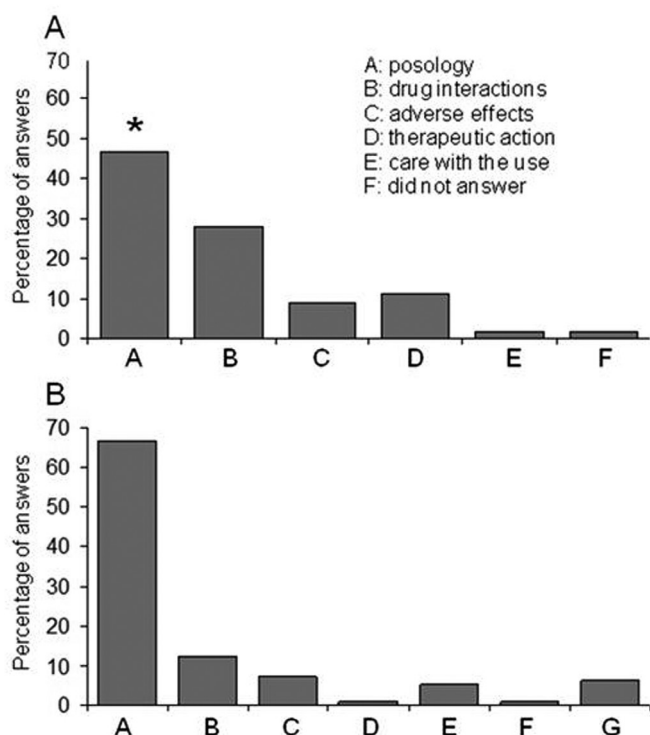 A
70
60
50
40
30
20
10
0
Percentage of answers
*
A: posology
B: drug interactions
C: adverse effects
D: therapeutic action
E: care with the use
F: did not answer
A B C D E F
B
70
60
50
40
30
20
10
0
Percentage of answers
A B C D E F G